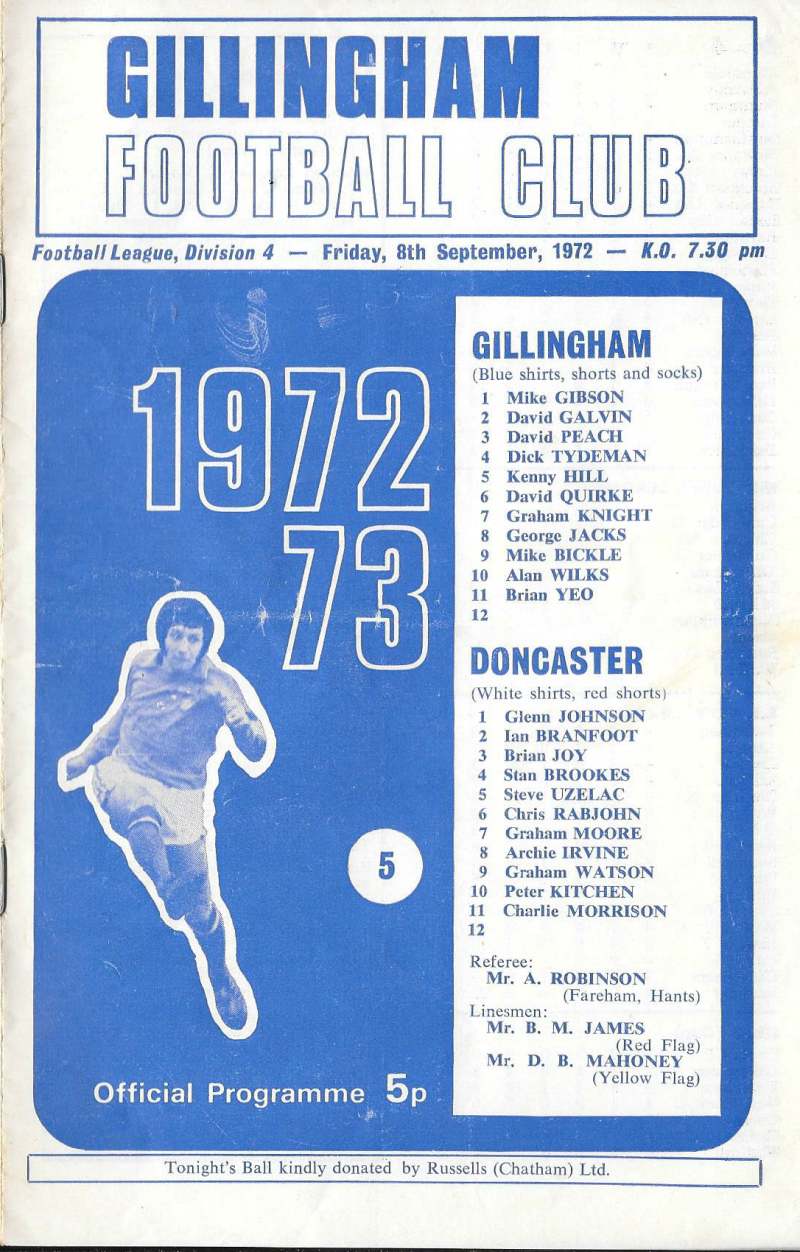 GILLINGHAM
FOOTBALL CLUB
Football League, Division 4 — Friday, 8th September, 1972 — K.O. 7.30 pm
1972
73
GILLINGHAM
(Blue shirts, shorts and socks)
1 Mike GIBSON
2 David GALVIN
3 David PEACH
4 Dick TYDEMAN
5 Kenny HILL
6 David QUIRKE
7 Graham KNIGHT
8 George JACKS
9 Mike BICKLE
10 Alan WILKS
11 Brian YEO
12
DONCASTER
(White shirts, red shorts)
1 Glenn JOHNSON
2 Ian BRANFOOT
3 Brian JOY
4 Stan BROOKES
5 Steve UZELAC
6 Chris RABJOHN
7 Graham MOORE
8 Archie IRVINE
9 Graham WATSON
10 Peter KITCHEN
11 Charlie MORRISON
12
Referee:
Mr. A. ROBINSON
(Fareham, Hants)
Linesmen:
Mr. B. M. JAMES
(Red Flag)
Mr. D. B. MAHONEY
(Yellow Flag)
5
Official Programme 5p
Tonight's Ball kindly donated by Russells (Chatham) Ltd.